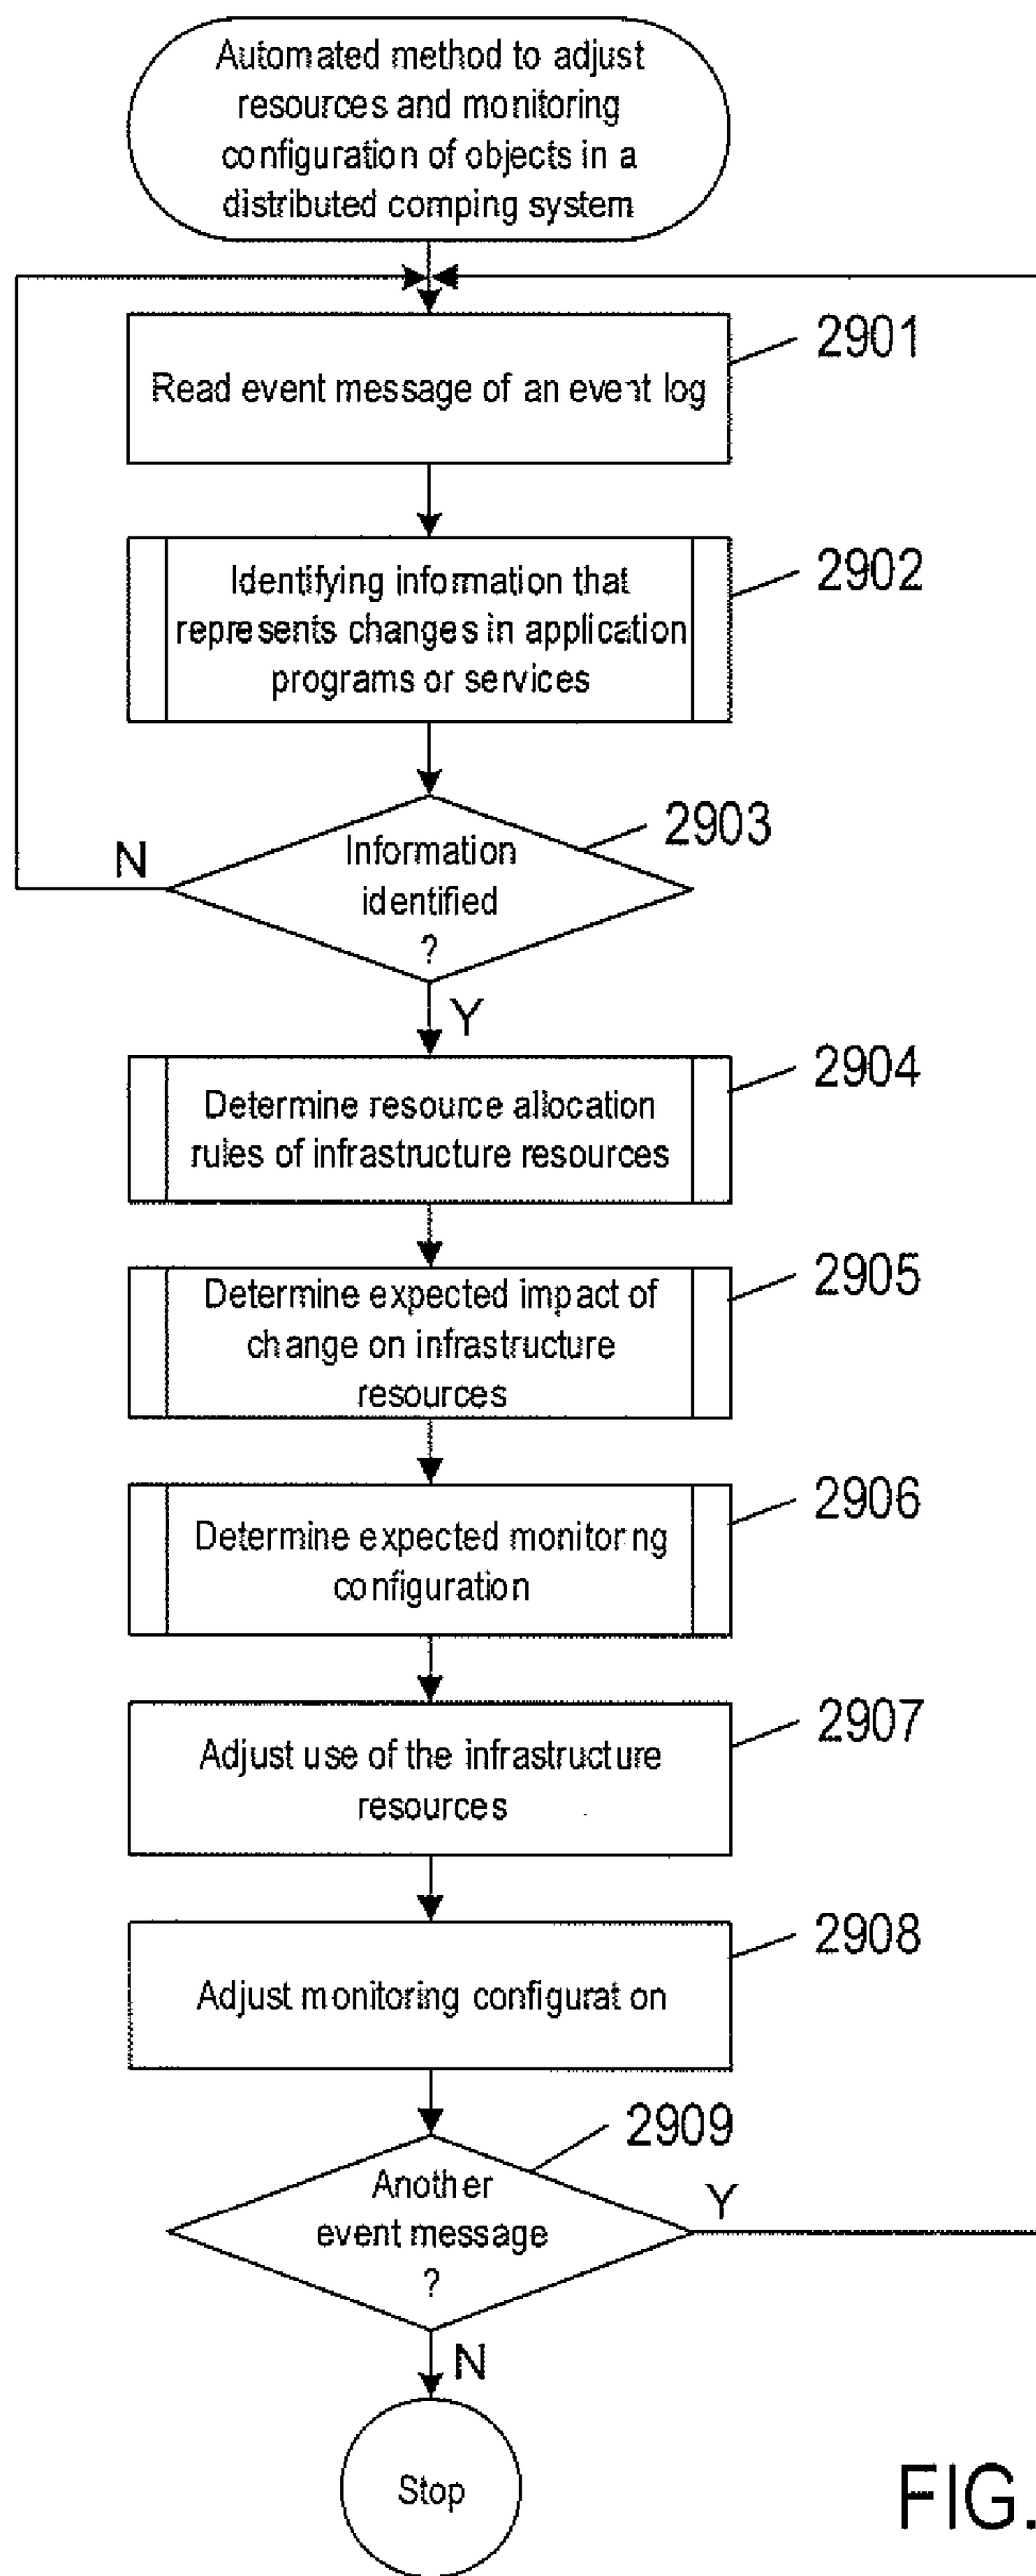 Automated method to adjust
resources and monitoring
configuration of objects in a
distributed comping system
2901
Read event message of an event log
2902
Identifying information that
represents changes in application
programs or services
2903
Information
identified
?
N
Y
2904
Determine resource allocation
rules of infrastructure resources
2905
Determine expected impact of
change on infrastructure
resources
2906
Determine expected monitoring
configuration
2907
Adjust use of the infrastructure
resources
2908
Adjust monitoring configuration
2909
Another
event message
?
Y
N
Stop
FIG.